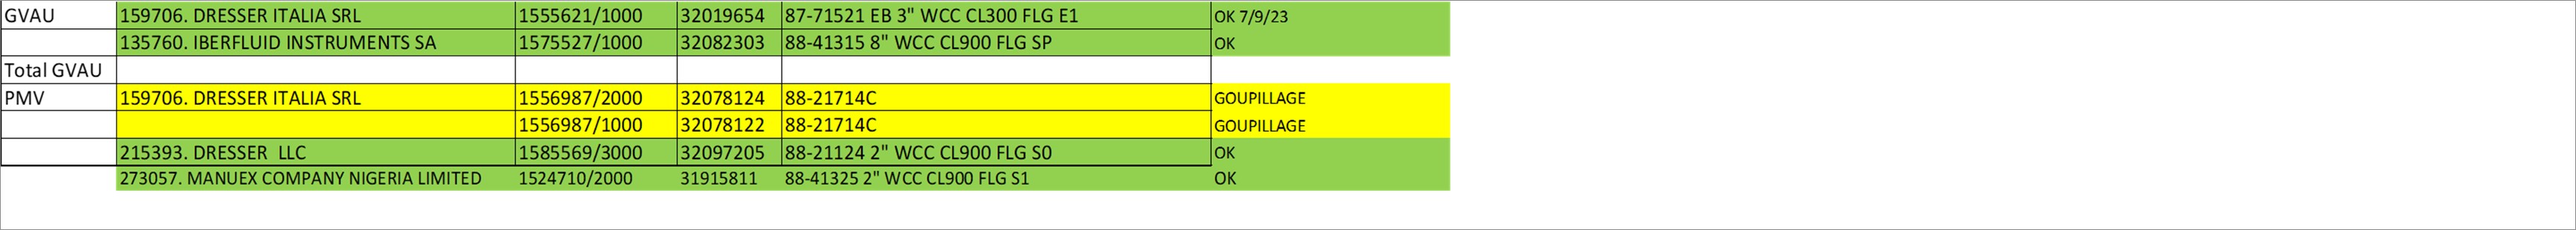 GVAU 159706. DRESSER ITALIA SRL 1555621/1000 32019654 87-71521 EB 3" WCC CL300 FLG E1 OK 7/9/23
135760. IBERFLUID INSTRUMENTS SA 1575527/1000 32082303 88-41315 8" WCC CL900 FLG SP OK
Total GVAU
PMV 159706. DRESSER ITALIA SRL 1556987/2000 32078124 88-21714C GOUPILLAGE
1556987/1000 32078122 88-21714C GOUPILLAGE
215393. DRESSER  LLC 1585569/3000 32097205 88-21124 2" WCC CL900 FLG S0 OK
273057. MANUEX COMPANY NIGERIA LIMITED 1524710/2000 31915811 88-41325 2" WCC CL900 FLG S1 OK